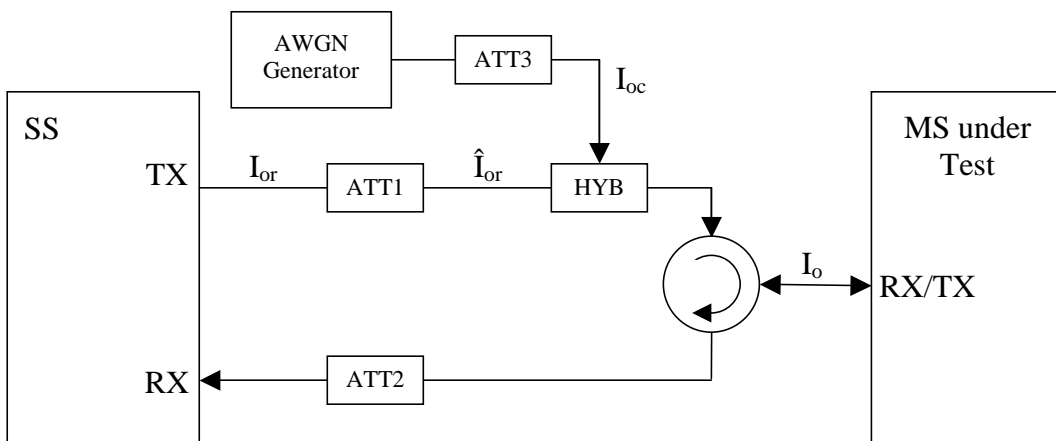 AWGN
Generator
ATT3
I_oc
SS
MS under
Test
TX
I_or
ATT1
Î_or
HYB
I_o
RX/TX
RX
ATT2